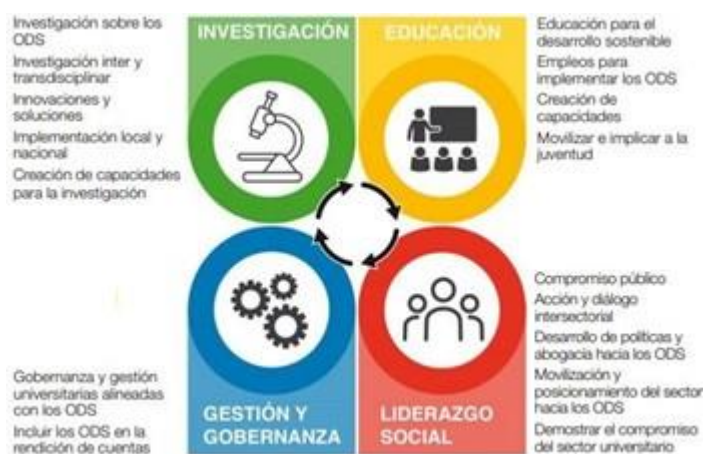 Investigación sobre los
ODS
Investigación inter y
transdisciplinar
Innovaciones y
soluciones
Implementación local y
nacional
Creación de capacidades
para la investigación
INVESTIGACIÓN
EDUCACIÓN
Educación para el
desarrollo sostenible
Empleos para
implementar los ODS
Creación de
capacidades
Movilizar e implicar a la
juventud
Gobernanza y gestión
universitarias alineadas
con los ODS
Incluir los ODS en la
rendición de cuentas
GESTIÓN Y
GOBERNANZA
LIDERAZGO
SOCIAL
Compromiso público
Acción y diálogo
intersectorial
Desarrollo de políticas y
abogacía hacia los ODS
Movilización y
posicionamiento del sector
hacia los ODS
Demostrar el compromiso
del sector universitario